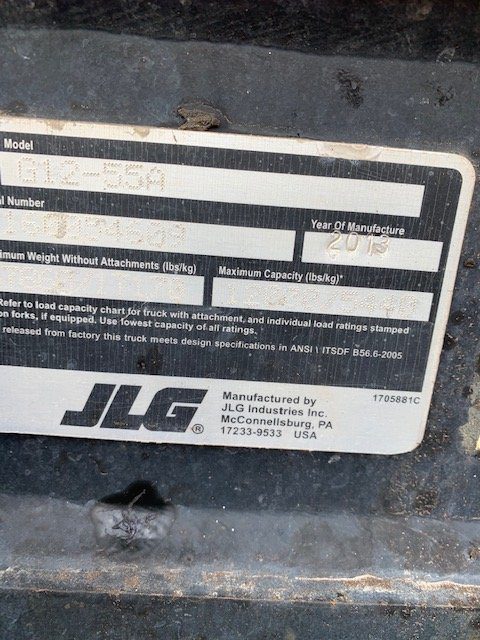 Model
G12-55A
al Number
Year Of Manufacture
2013
imum Weight Without Attachments (lbs/kg)
Maximum Capacity (lbs/kg)*
Refer to load capacity chart for truck with attachment, and individual load ratings stamped
on forks, if equipped. Use lowest capacity of all ratings.
released from factory this truck meets design specifications in ANSI \ ITSDF B56.6-2005
JLG®
Manufactured by
JLG Industries Inc.
McConnellsburg, PA
17233-9533 USA
1705881C